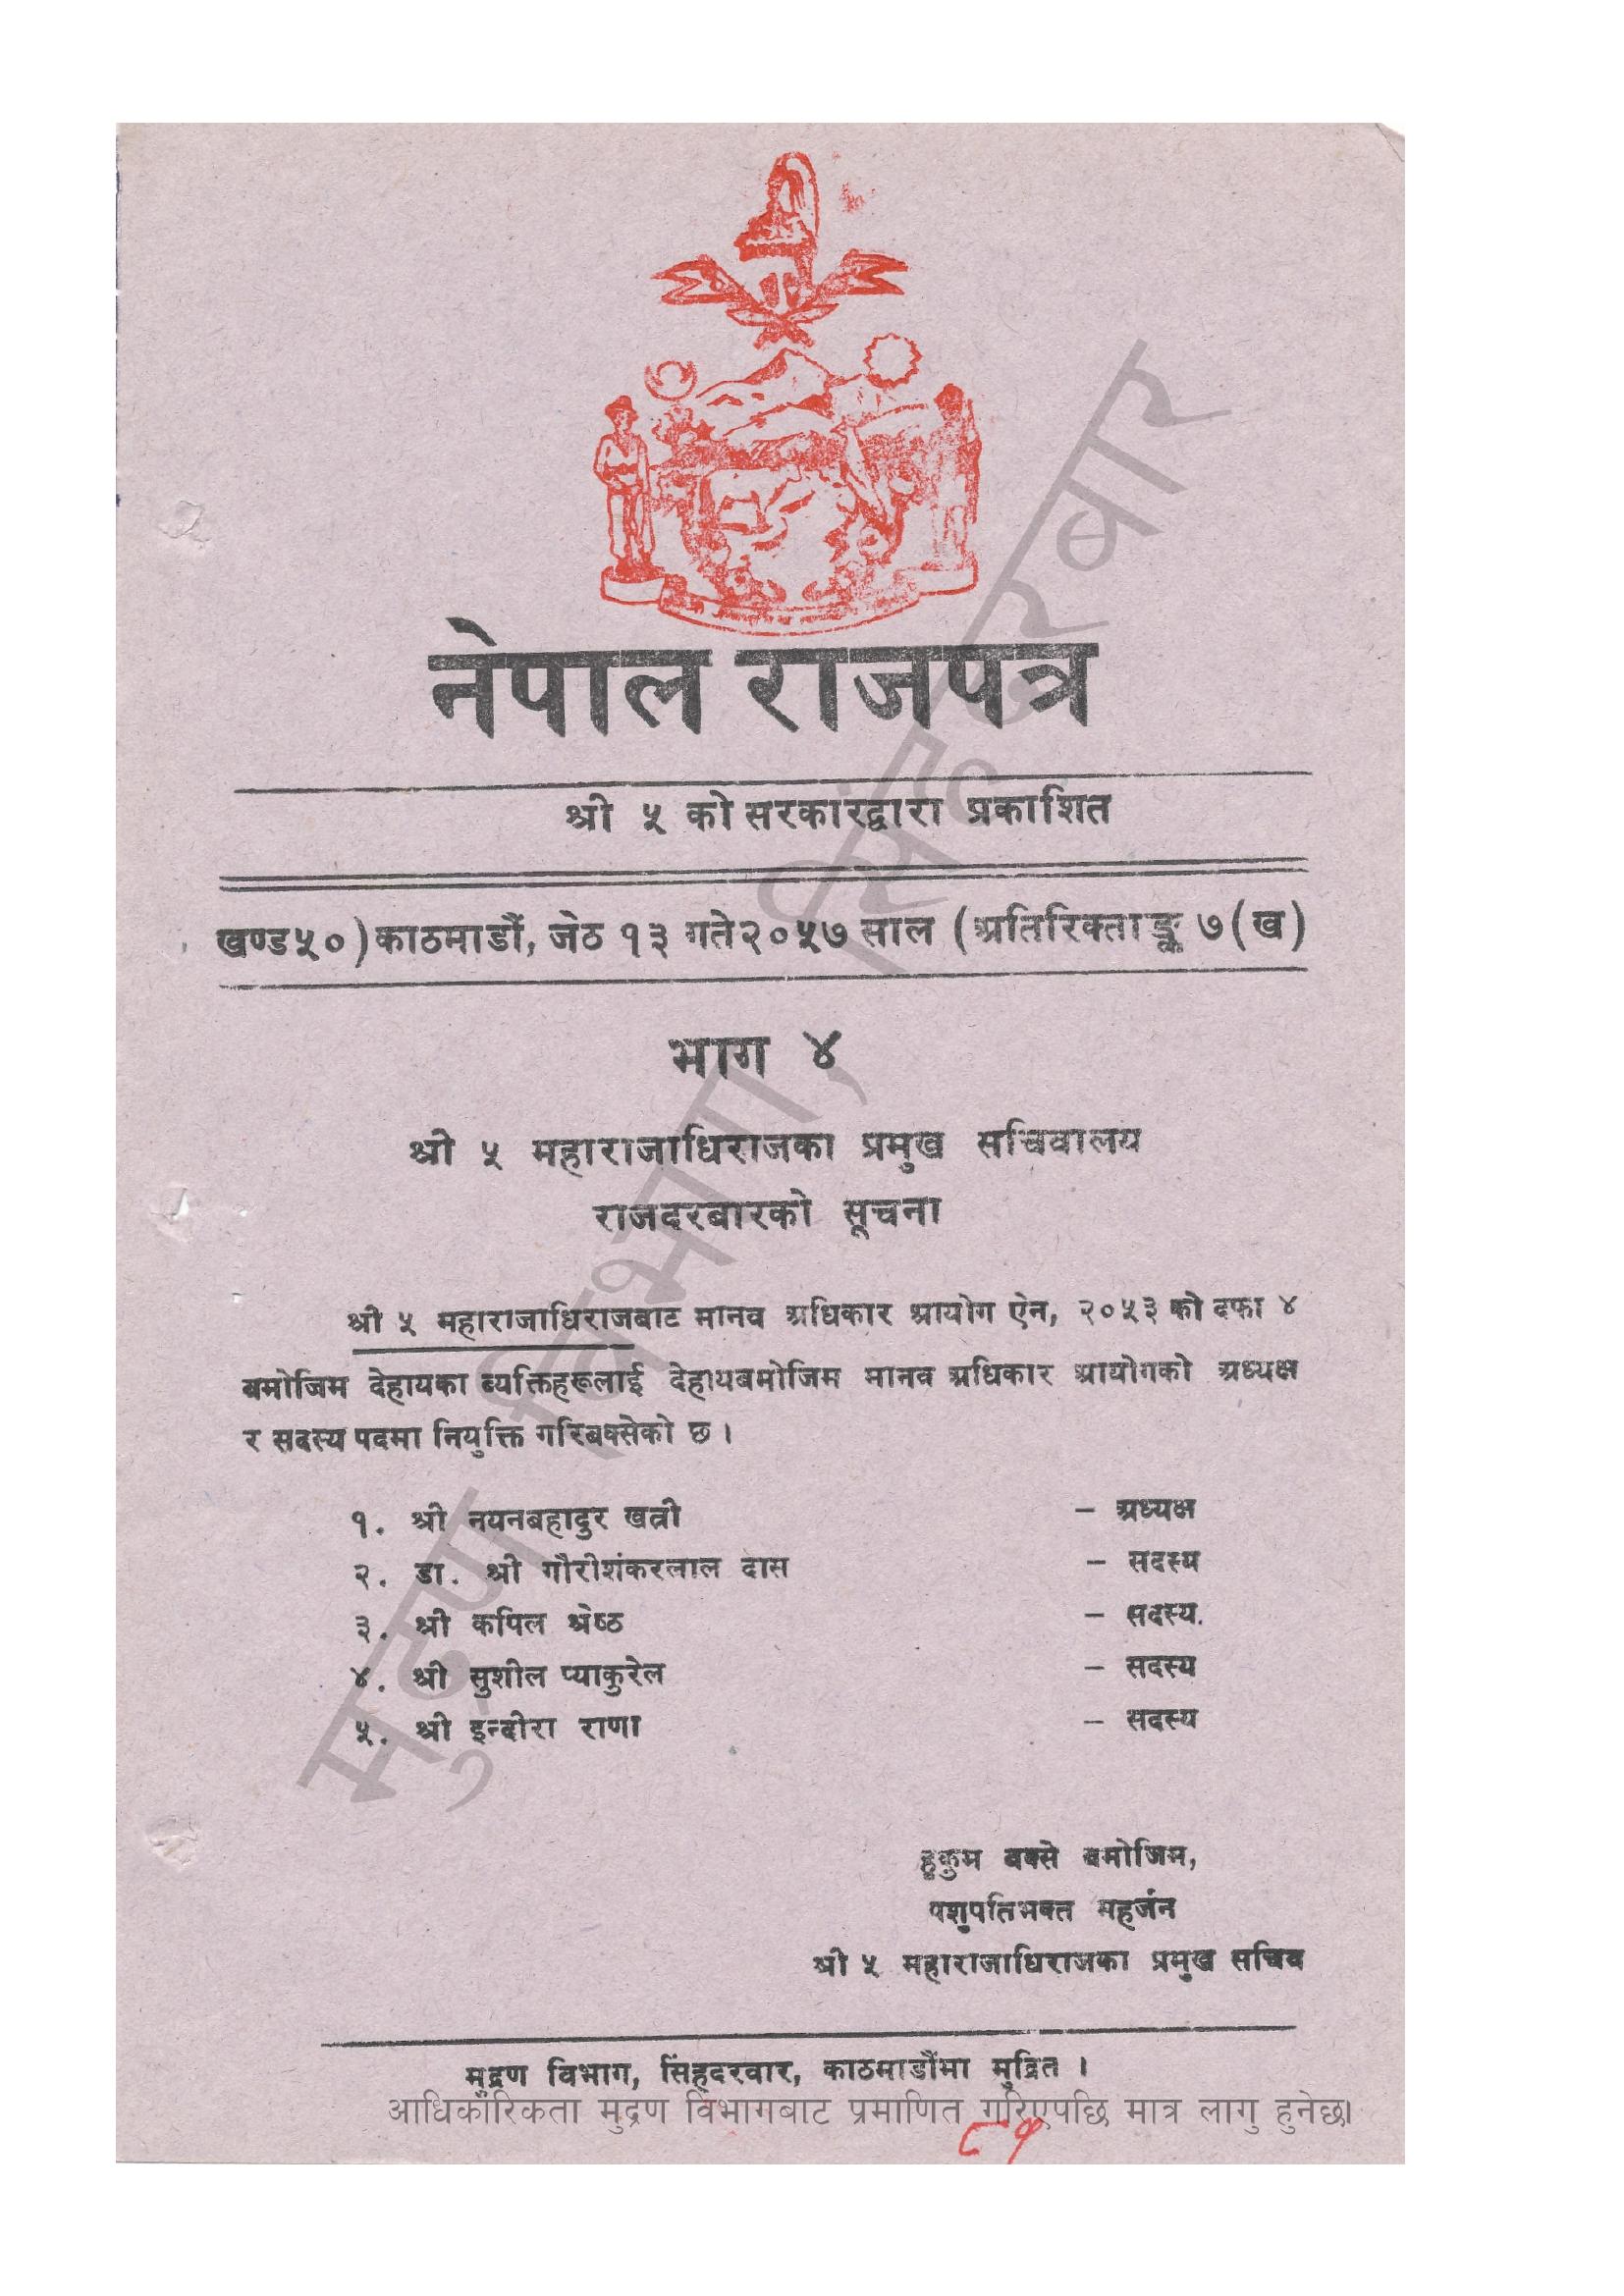 नेपाल राजपत्र
श्री ५ को सरकारद्वारा प्रकाशित
खण्ड५०) काठमाडौं, जेठ १३ गते २०५७ साल (अतिरिक्ताङ्क ७(ख)
भाग ४
श्री ५ महाराजाधिराजका प्रमुख सचिवालय
राजदरबारको सूचना
श्री ५ महाराजाधिराजबाट मानव अधिकार आयोग ऐन, २०५३ को दफा ४
बमोजिम देहायका व्यक्तिहरूलाई देहायबमोजिम मानव अधिकार आयोगको अध्यक्ष
र सदस्य पदमा नियुक्ति गरिबक्सेको छ ।
१. श्री नयनबहादुर खत्री – अध्यक्ष
२. डा. श्री गौरीशंकरलाल दास – सदस्य
३. श्री कपिल श्रेष्ठ – सदस्य.
४. श्री सुशील प्याकुरेल – सदस्य
५. श्री इन्दीरा राणा – सदस्य
हुकुम बक्से बमोजिम,
पशुपतिभक्त महर्जन
श्री ५ महाराजाधिराजका प्रमुख सचिव
मुद्रण विभाग, सिंहदरवार, काठमाडौंमा मुद्रित ।
आधिकारिकता मुद्रण विभागबाट प्रमाणित गरिएपछि मात्र लागु हुनेछ।
८१
मुद्रण विभाग, सिंहदरबार